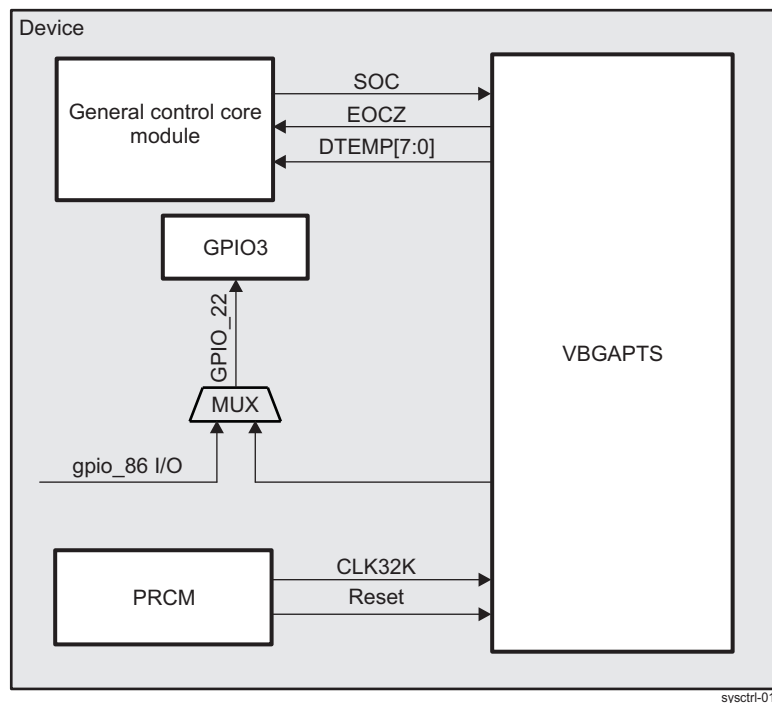 Device
General control core
module
SOC
EOCZ
DTEMP[7:0]
GPIO3
GPIO_22
MUX
gpio_86 I/O
VBGAPTS
PRCM
CLK32K
Reset
sysctrl-01